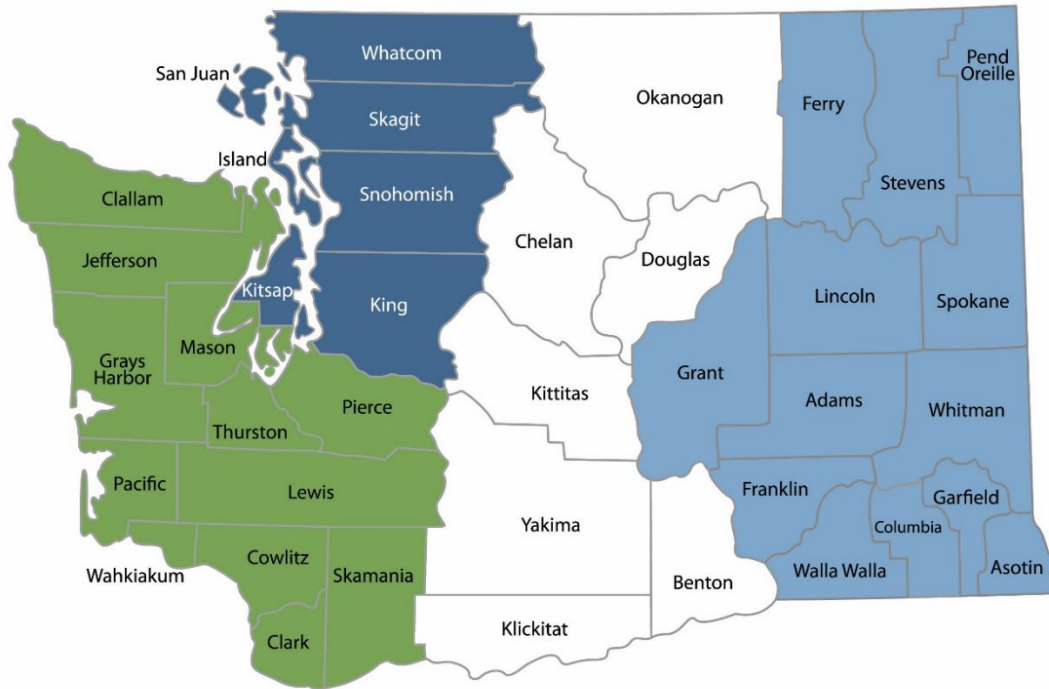 Whatcom
San Juan
Pend
Oreille
Okanogan
Ferry
Skagit
Island
Stevens
Clallam
Snohomish
Chelan
Douglas
Jefferson
Kitsap
King
Lincoln
Spokane
Mason
Grays
Harbor
Grant
Kittitas
Adams
Pierce
Whitman
Thurston
Pacific
Lewis
Franklin
Garfield
Yakima
Columbia
Cowlitz
Skamania
Wahkiakum
Walla Walla
Asotin
Benton
Klickitat
Clark